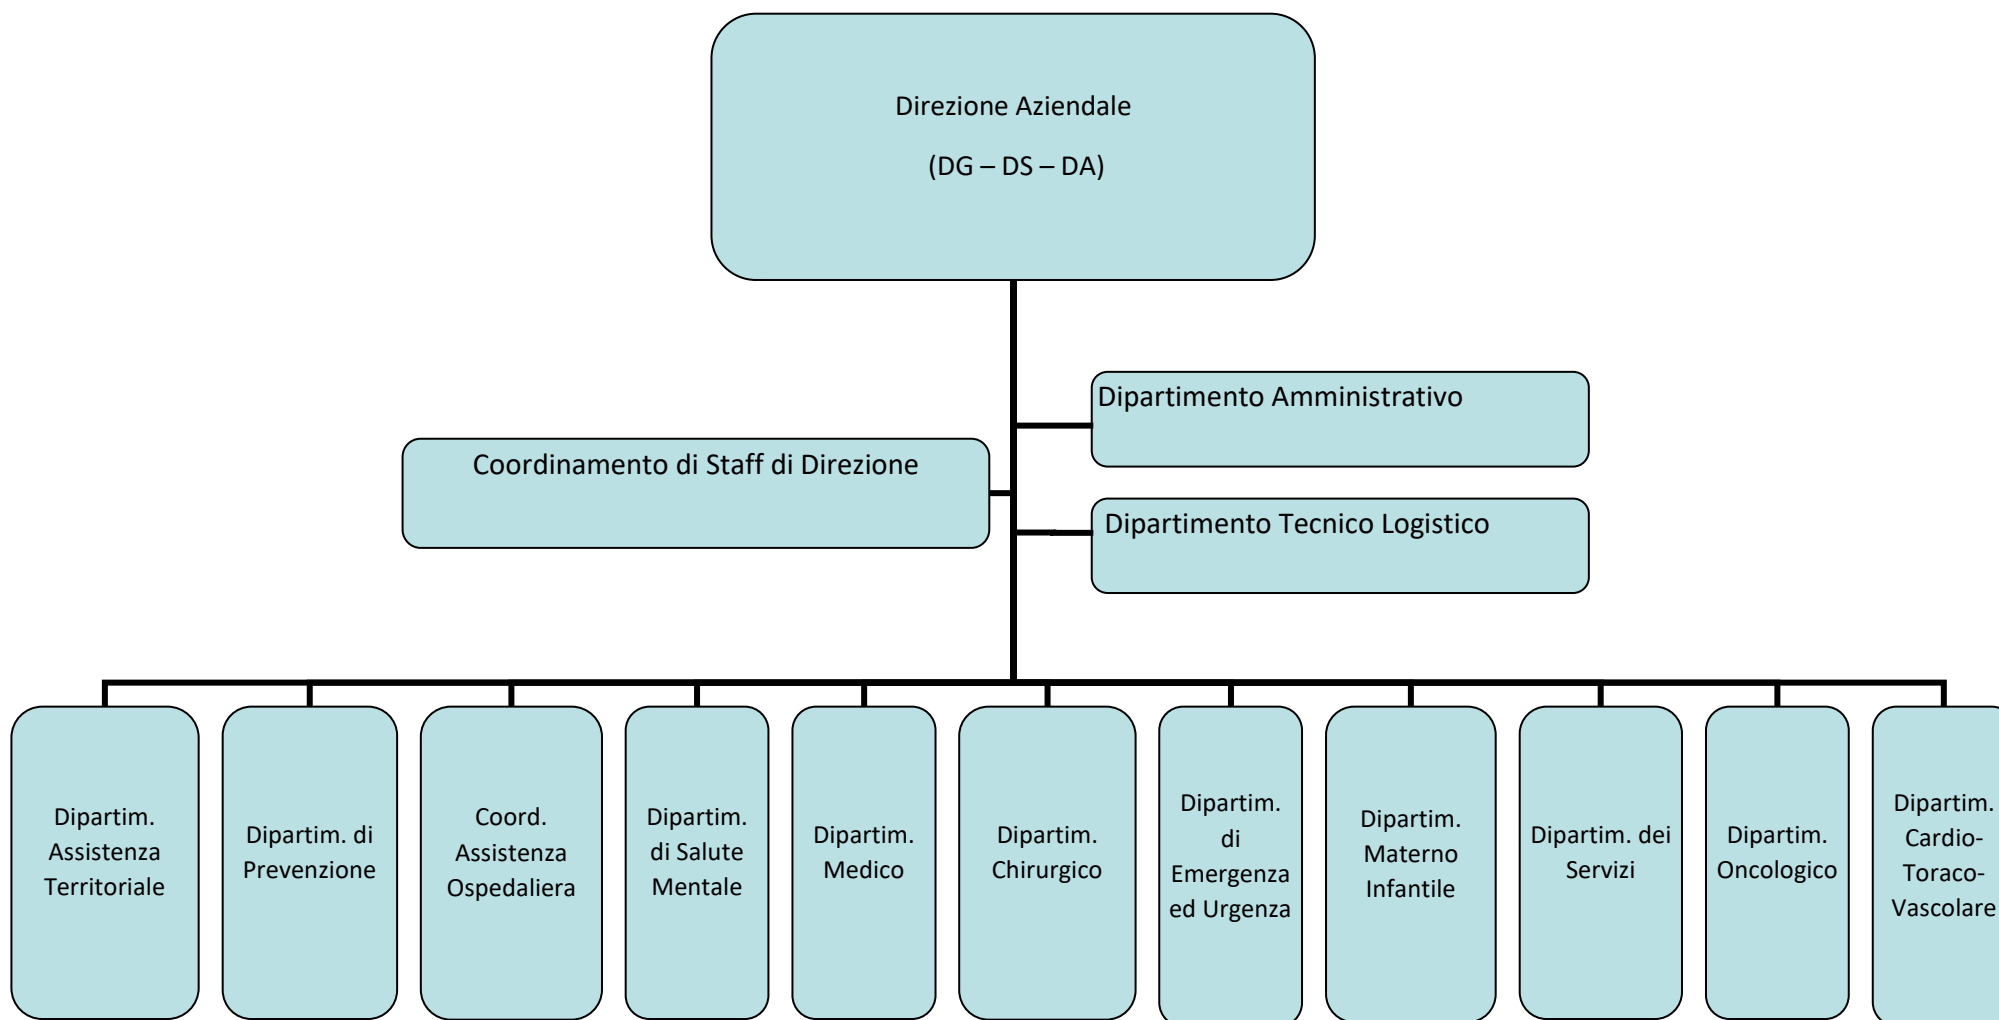 Direzione Aziendale
(DG – DS – DA)
Dipartimento Amministrativo
Coordinamento di Staff di Direzione
Dipartimento Tecnico Logistico
Dipartim.
Assistenza
Territoriale
Dipartim. di
Prevenzione
Coord.
Assistenza
Ospedaliera
Dipartim.
di Salute
Mentale
Dipartim.
Medico
Dipartim.
Chirurgico
Dipartim.
di
Emergenza
ed Urgenza
Dipartim.
Materno
Infantile
Dipartim. dei
Servizi
Dipartim.
Oncologico
Dipartim.
Cardio-
Toraco-
Vascolare